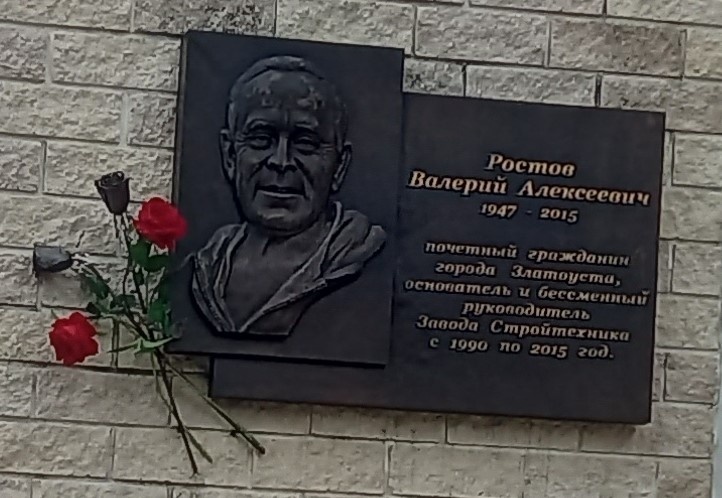 Ростов
Валерий Алексеевич
1947 - 2015
почетный гражданин
города Златоуста,
основатель и бессменный
руководитель
Завода Стройтехника
с 1990 по 2015 год.